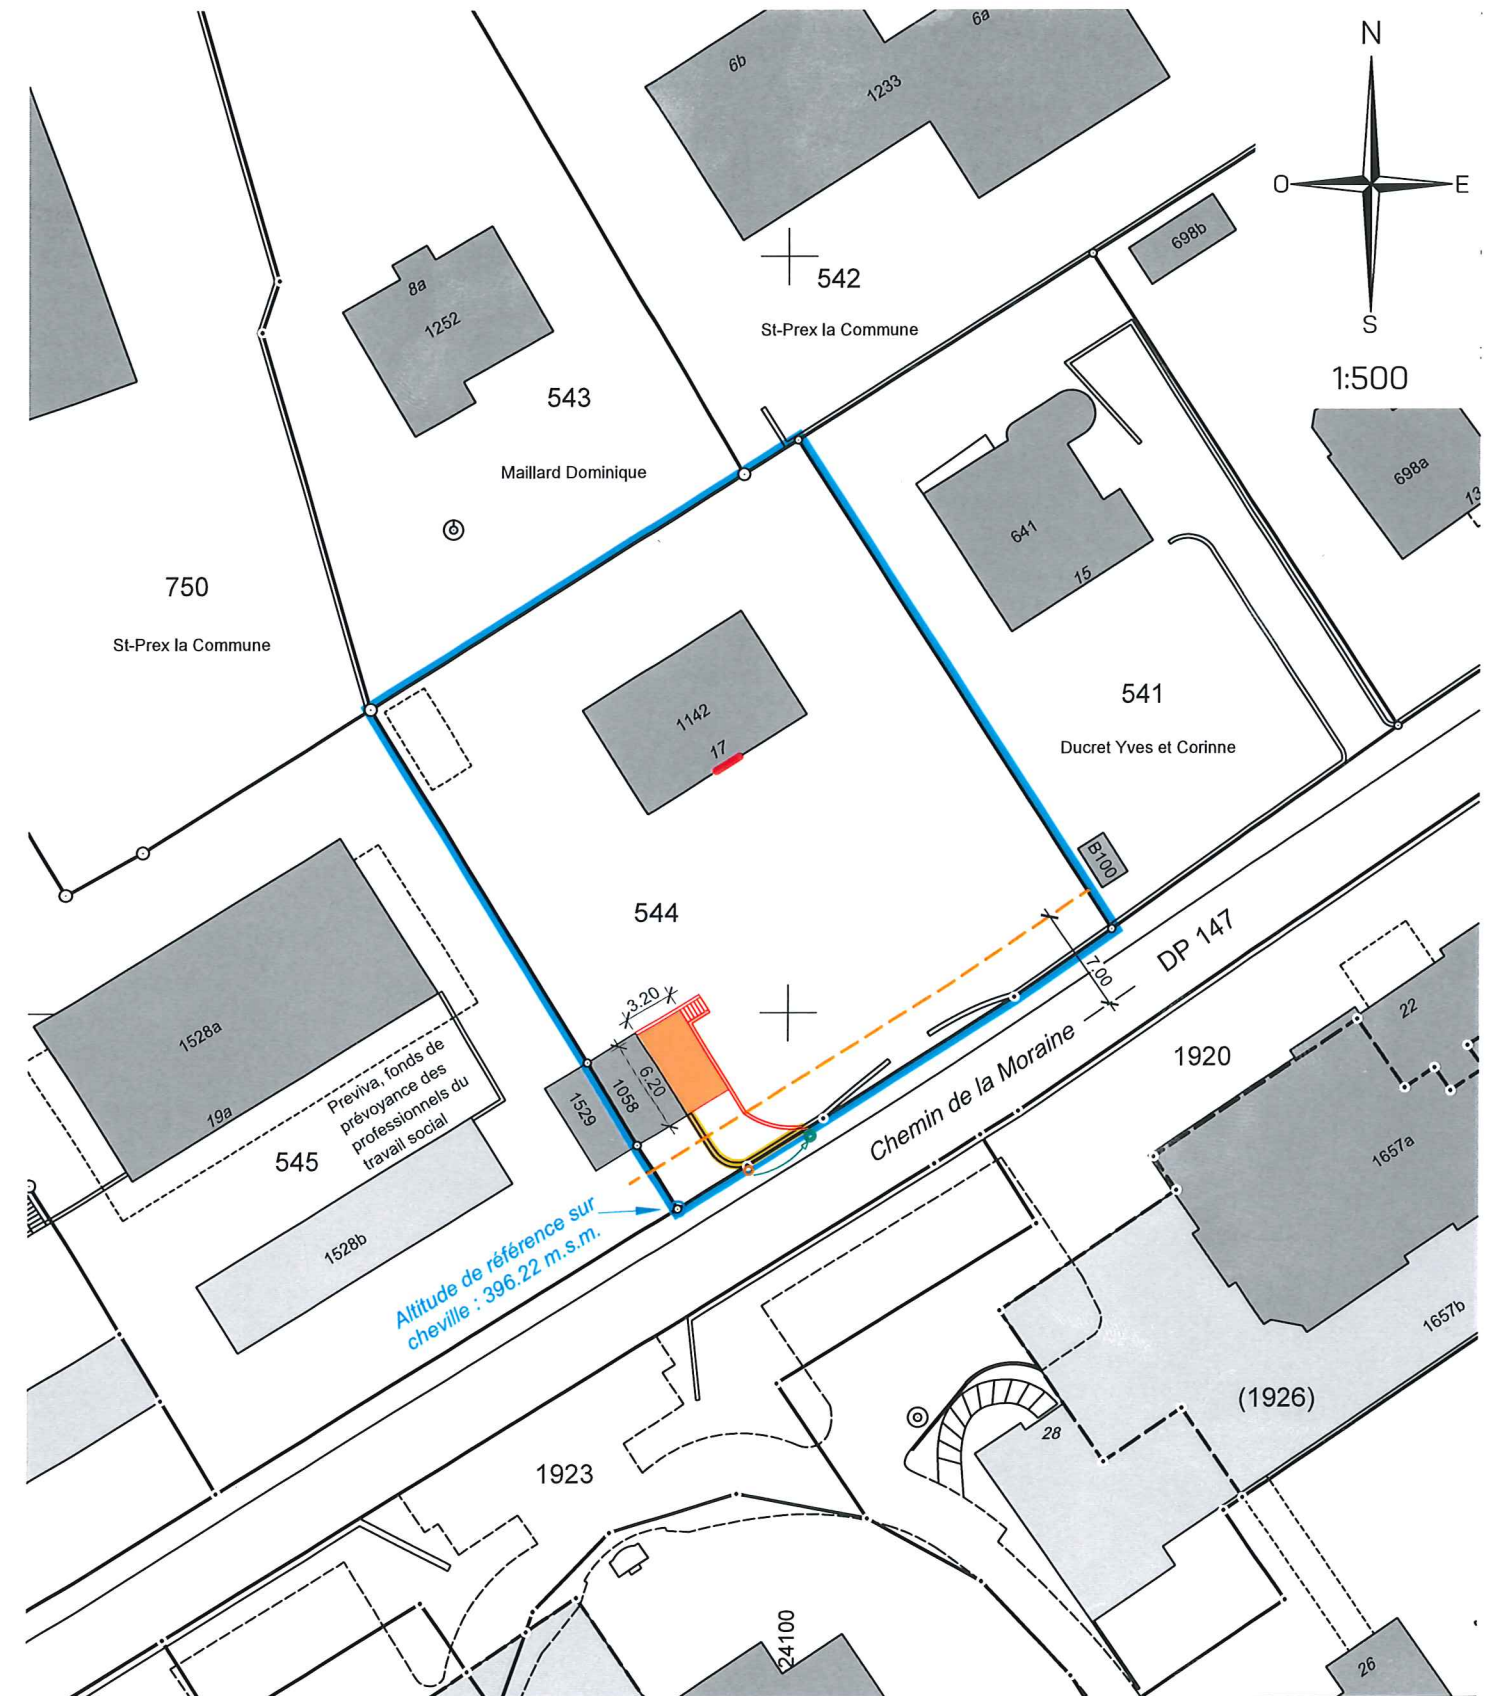 6a
N
6b
1233
O
E
698b
8a
542
1252
S
St-Prex la Commune
1:500
543
698a
Maillard Dominique
13
641
15
750
St-Prex la Commune
541
1142
17
Ducret Yves et Corinne
B100
544
DP 147
7.00
3.20
22
1528a
Chemin de la Moraine
1920
6.20
1058
1529
Previva, fonds de
prévoyance des
professionnels du
travail social
19a
545
1657a
1528b
Altitude de référence sur
cheville : 396.22 m.s.m.
1657b
(1926)
28
1923
24100
26